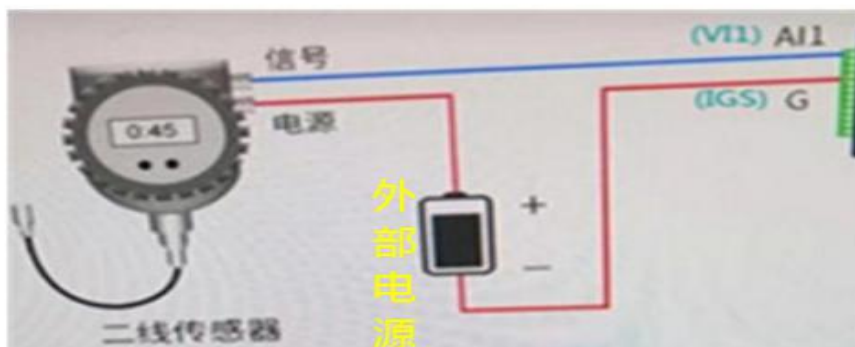 信号
(VI1) AI1
电源
(IGS) G
0.45
外部电源
+
—
二线传感器